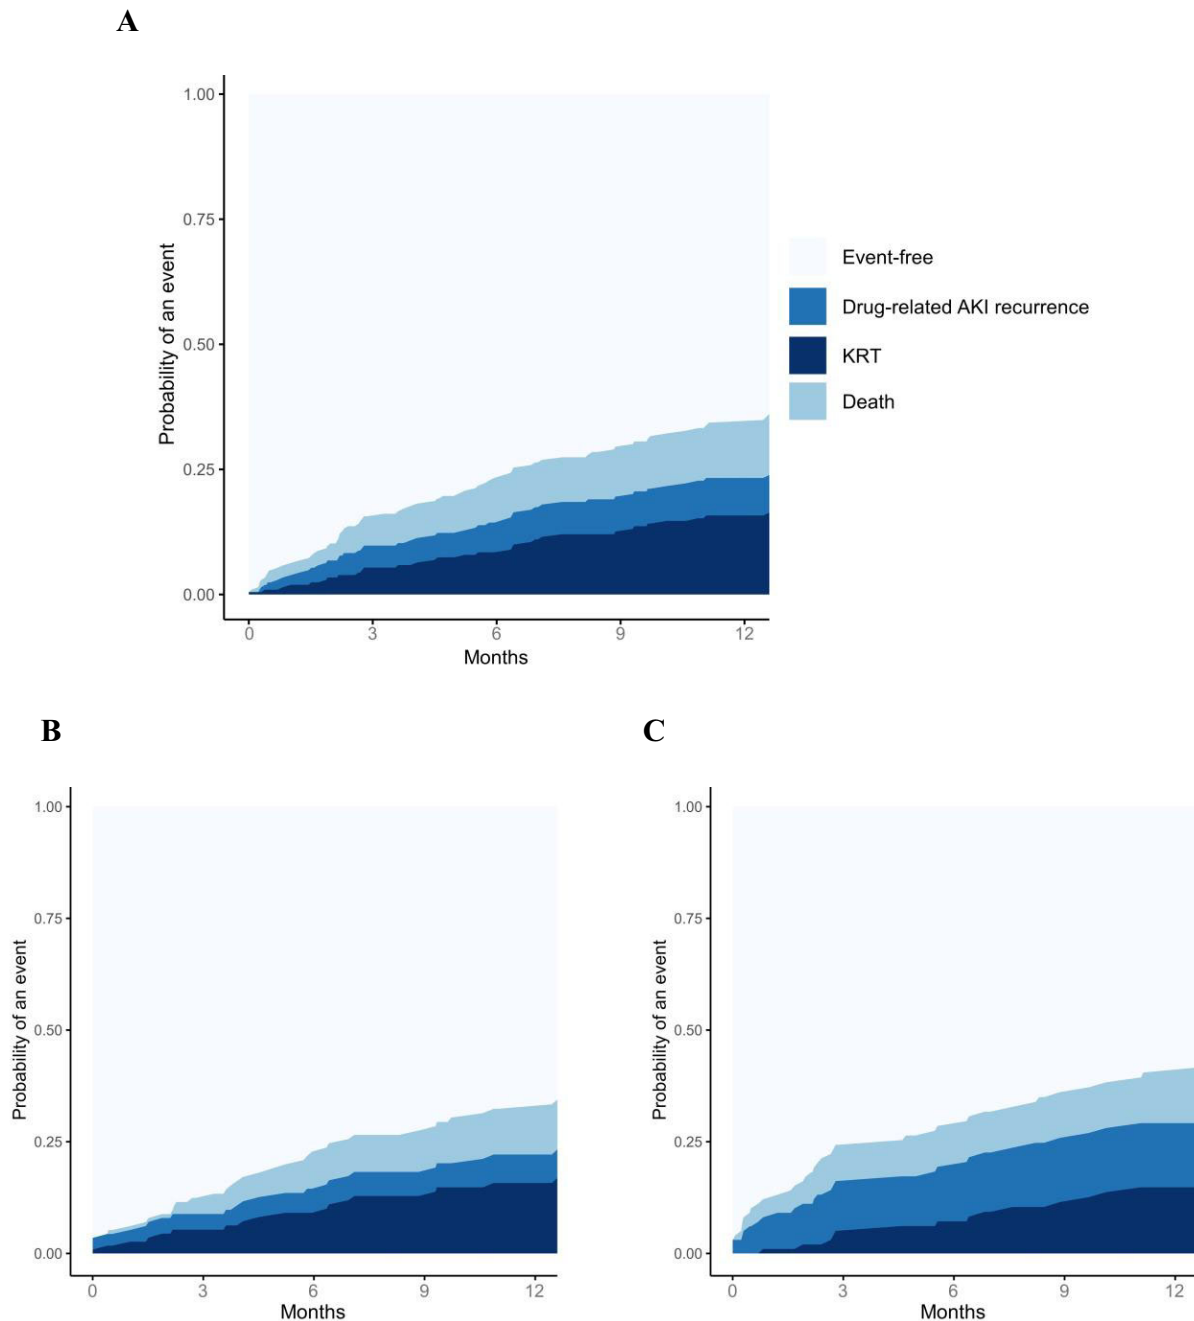 A
Probability of an event
1.00
0.75
0.50
0.25
0.00
0 3 6 9 12
Months
Event-free
Drug-related AKI recurrence
KRT
Death
B
Probability of an event
1.00
0.75
0.50
0.25
0.00
0 3 6 9 12
Months
C
Probability of an event
1.00
0.75
0.50
0.25
0.00
0 3 6 9 12
Months